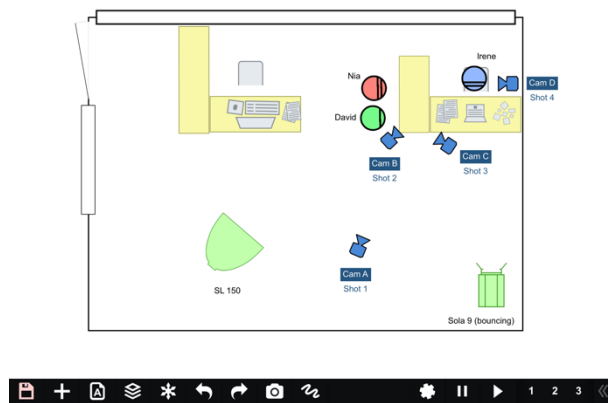 Irene
Nia
Cam D
Shot 4
David
Cam B
Shot 2
Cam C
Shot 3
SL 150
Cam A
Shot 1
Sola 9 (bouncing)
A
1 2 3